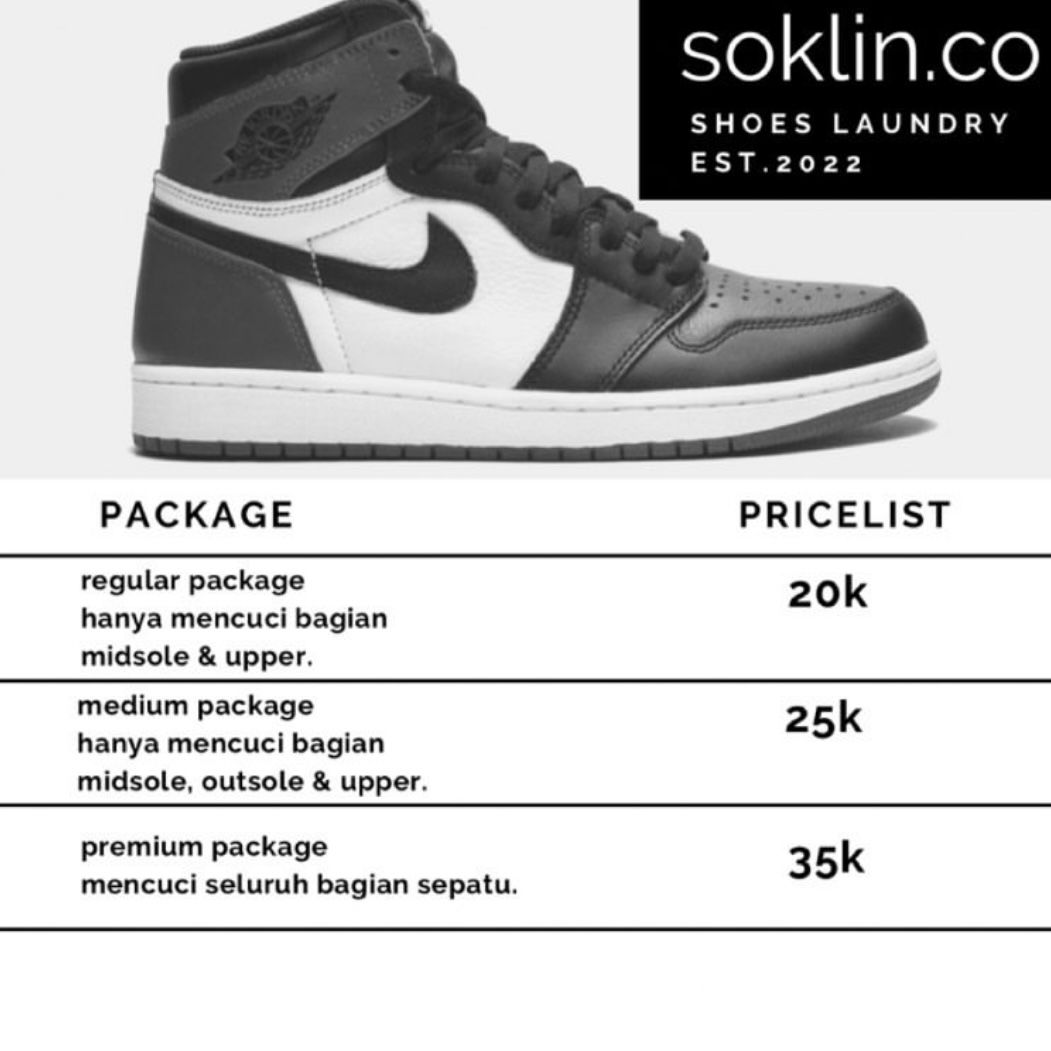 soklin.co
SHOES LAUNDRY
EST.2022
PACKAGE PRICELIST
regular package 20k
hanya mencuci bagian
midsole & upper.
medium package 25k
hanya mencuci bagian
midsole, outsole & upper.
premium package 35k
mencuci seluruh bagian sepatu.